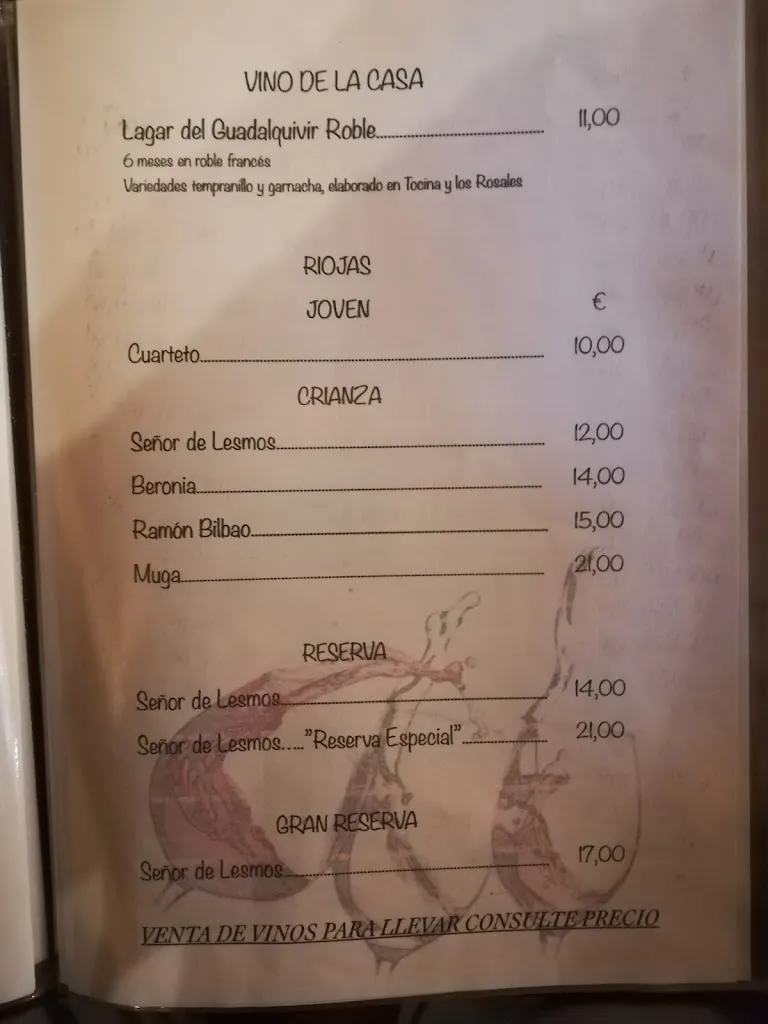 VINO DE LA CASA
Lagar del Guadalquivir Roble 11,00
6 meses en roble francés
Variedades tempranillo y garnacha, elaborado en Tocina y los Rosales
RIOJAS
JOVEN €
Cuarteto 10,00
CRIANZA
Señor de Lesmos 12,00
Beronia 14,00
Ramón Bilbao 15,00
Muga 21,00
RESERVA
Señor de Lesmos 14,00
Señor de Lesmos....."Reserva Especial" 21,00
GRAN RESERVA
Señor de Lesmos 17,00
VENTA DE VINOS PARA LLEVAR CONSULTE PRECIO